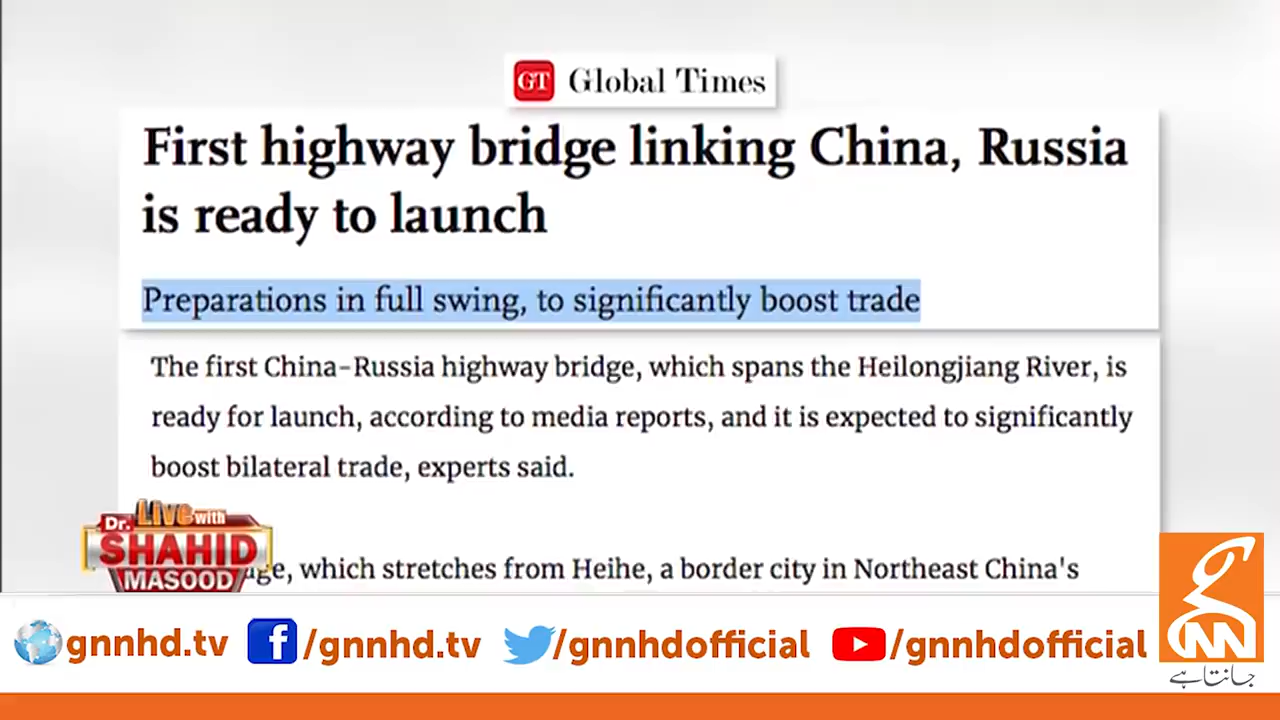 GT Global Times
First highway bridge linking China, Russia
is ready to launch
Preparations in full swing, to significantly boost trade
The first China-Russia highway bridge, which spans the Heilongjiang River, is
ready for launch, according to media reports, and it is expected to significantly
boost bilateral trade, experts said.
Live with
Dr.
SHAHID
MASOOD
which stretches from Heihe, a border city in Northeast China's
gnnhd.tv
/gnnhd.tv
/gnnhdofficial
/gnnhdofficial
GNN
جانتا ہے